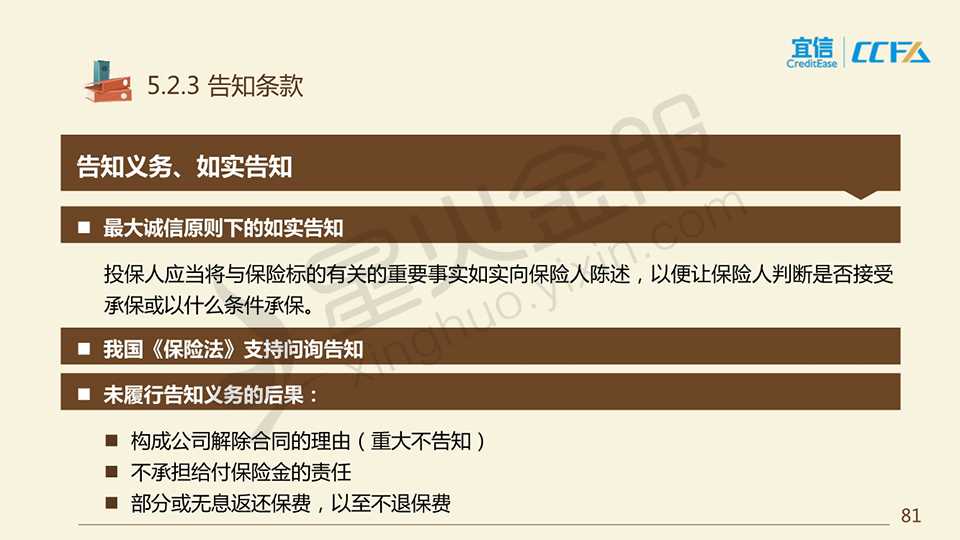 宜信
CreditEase
CCFA
5.2.3 告知条款
告知义务、如实告知
■ 最大诚信原则下的如实告知
投保人应当将与保险标的有关的重要事实如实向保险人陈述，以便让保险人判断是否接受
承保或以什么条件承保。
■ 我国《保险法》支持问询告知
■ 未履行告知义务的后果：
■ 构成公司解除合同的理由（重大不告知）
■ 不承担给付保险金的责任
■ 部分或无息返还保费，以至不退保费
81
星火金服
xinghuo.yixin.com